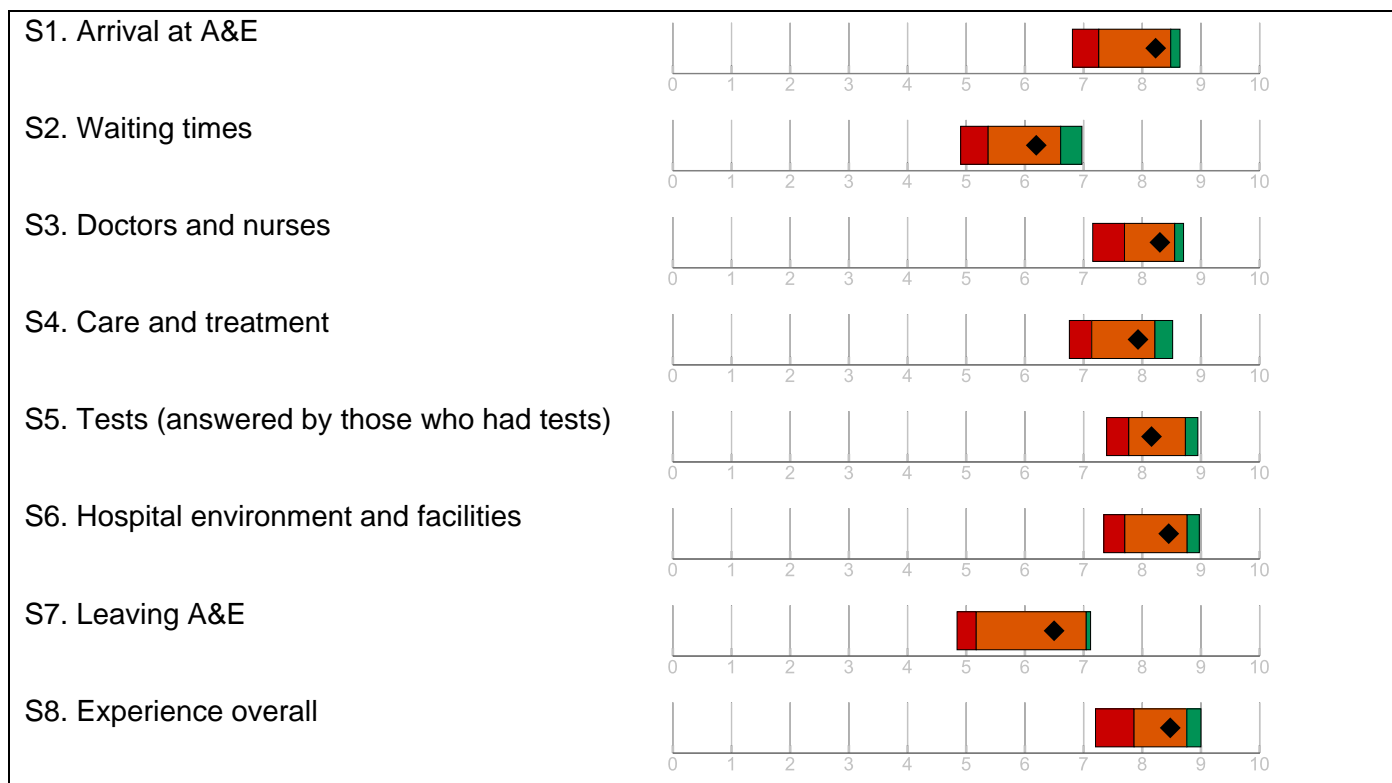 S1. Arrival at A&E
0 1 2 3 4 5 6 7 8 9 10
S2. Waiting times
0 1 2 3 4 5 6 7 8 9 10
S3. Doctors and nurses
0 1 2 3 4 5 6 7 8 9 10
S4. Care and treatment
0 1 2 3 4 5 6 7 8 9 10
S5. Tests (answered by those who had tests)
0 1 2 3 4 5 6 7 8 9 10
S6. Hospital environment and facilities
0 1 2 3 4 5 6 7 8 9 10
S7. Leaving A&E
0 1 2 3 4 5 6 7 8 9 10
S8. Experience overall
0 1 2 3 4 5 6 7 8 9 10